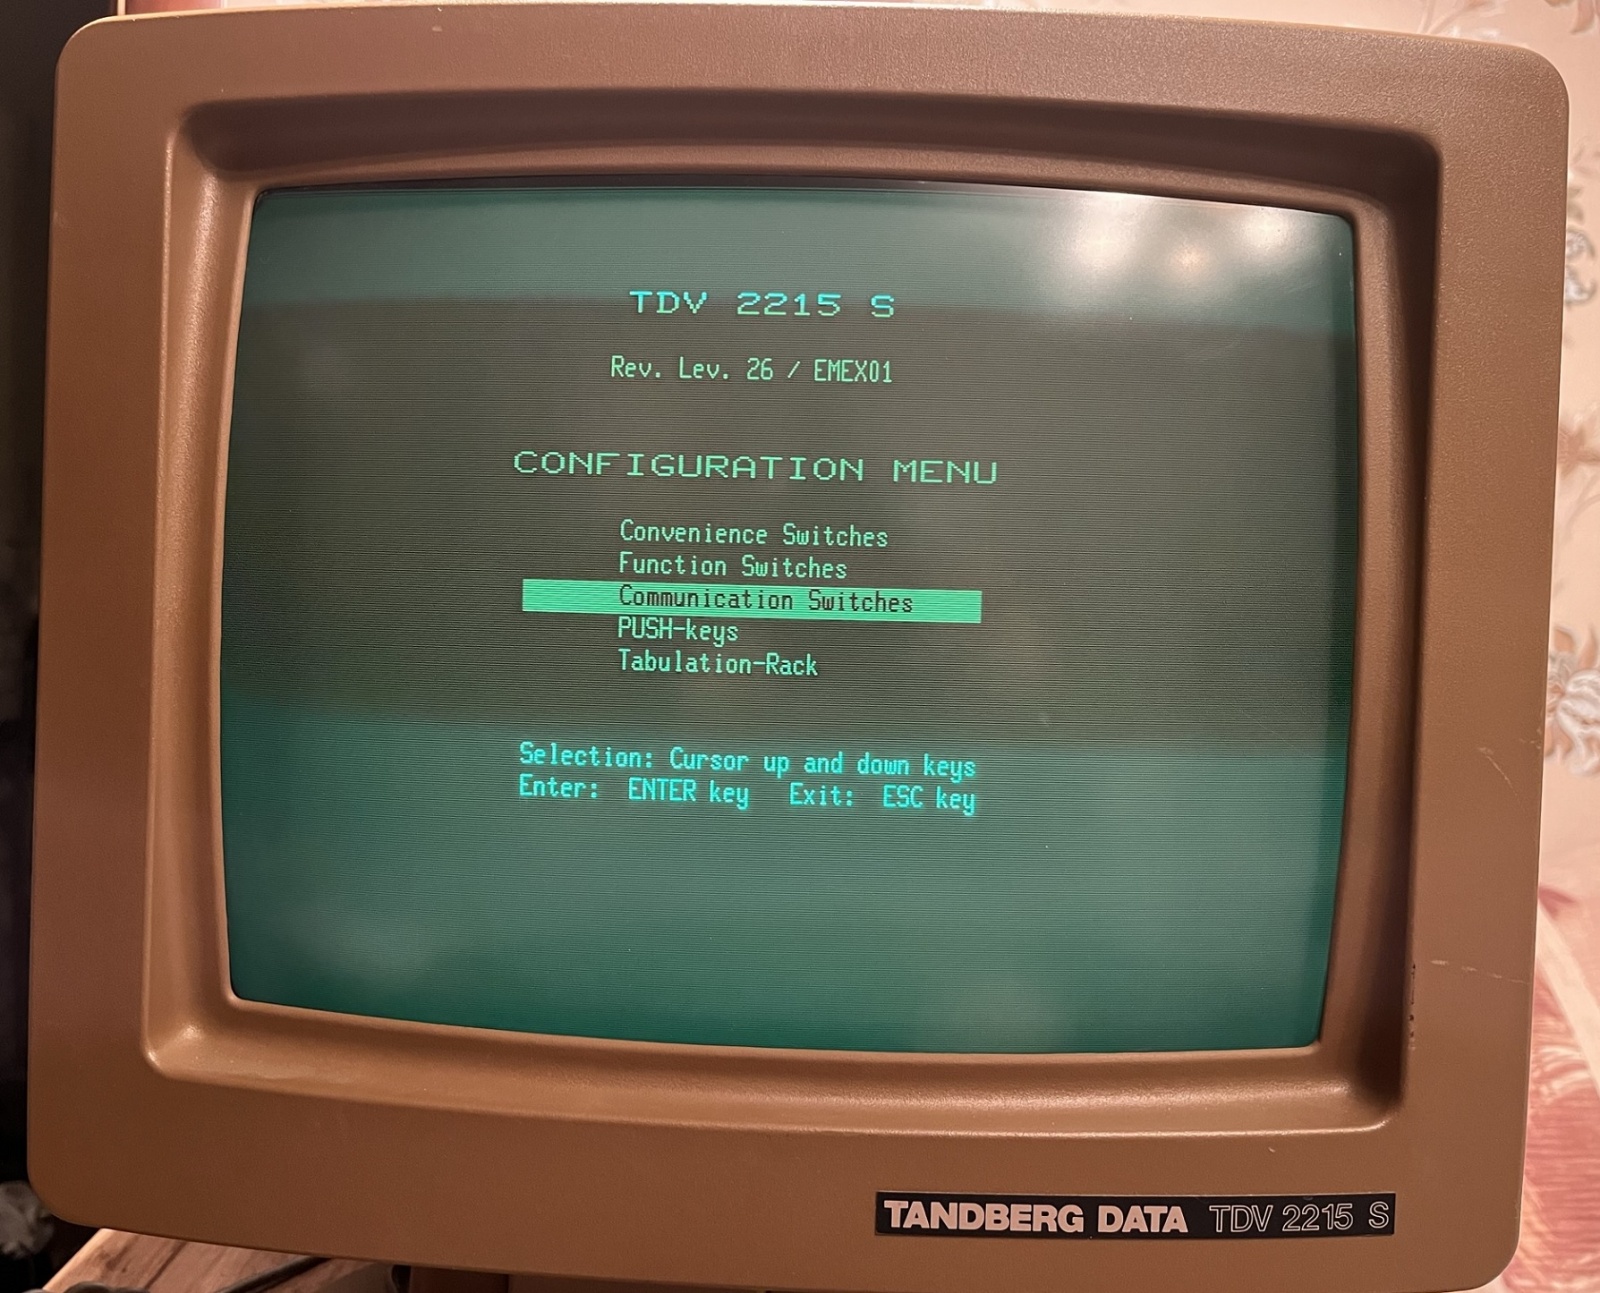 TDV 2215 S
Rev. Lev. 26 / EMEX01
CONFIGURATION MENU
Convenience Switches
Function Switches
Communication Switches
PUSH-keys
Tabulation-Rack
Selection: Cursor up and down keys
Enter: ENTER key Exit: ESC key
TANDBERG DATA TDV 2215 S